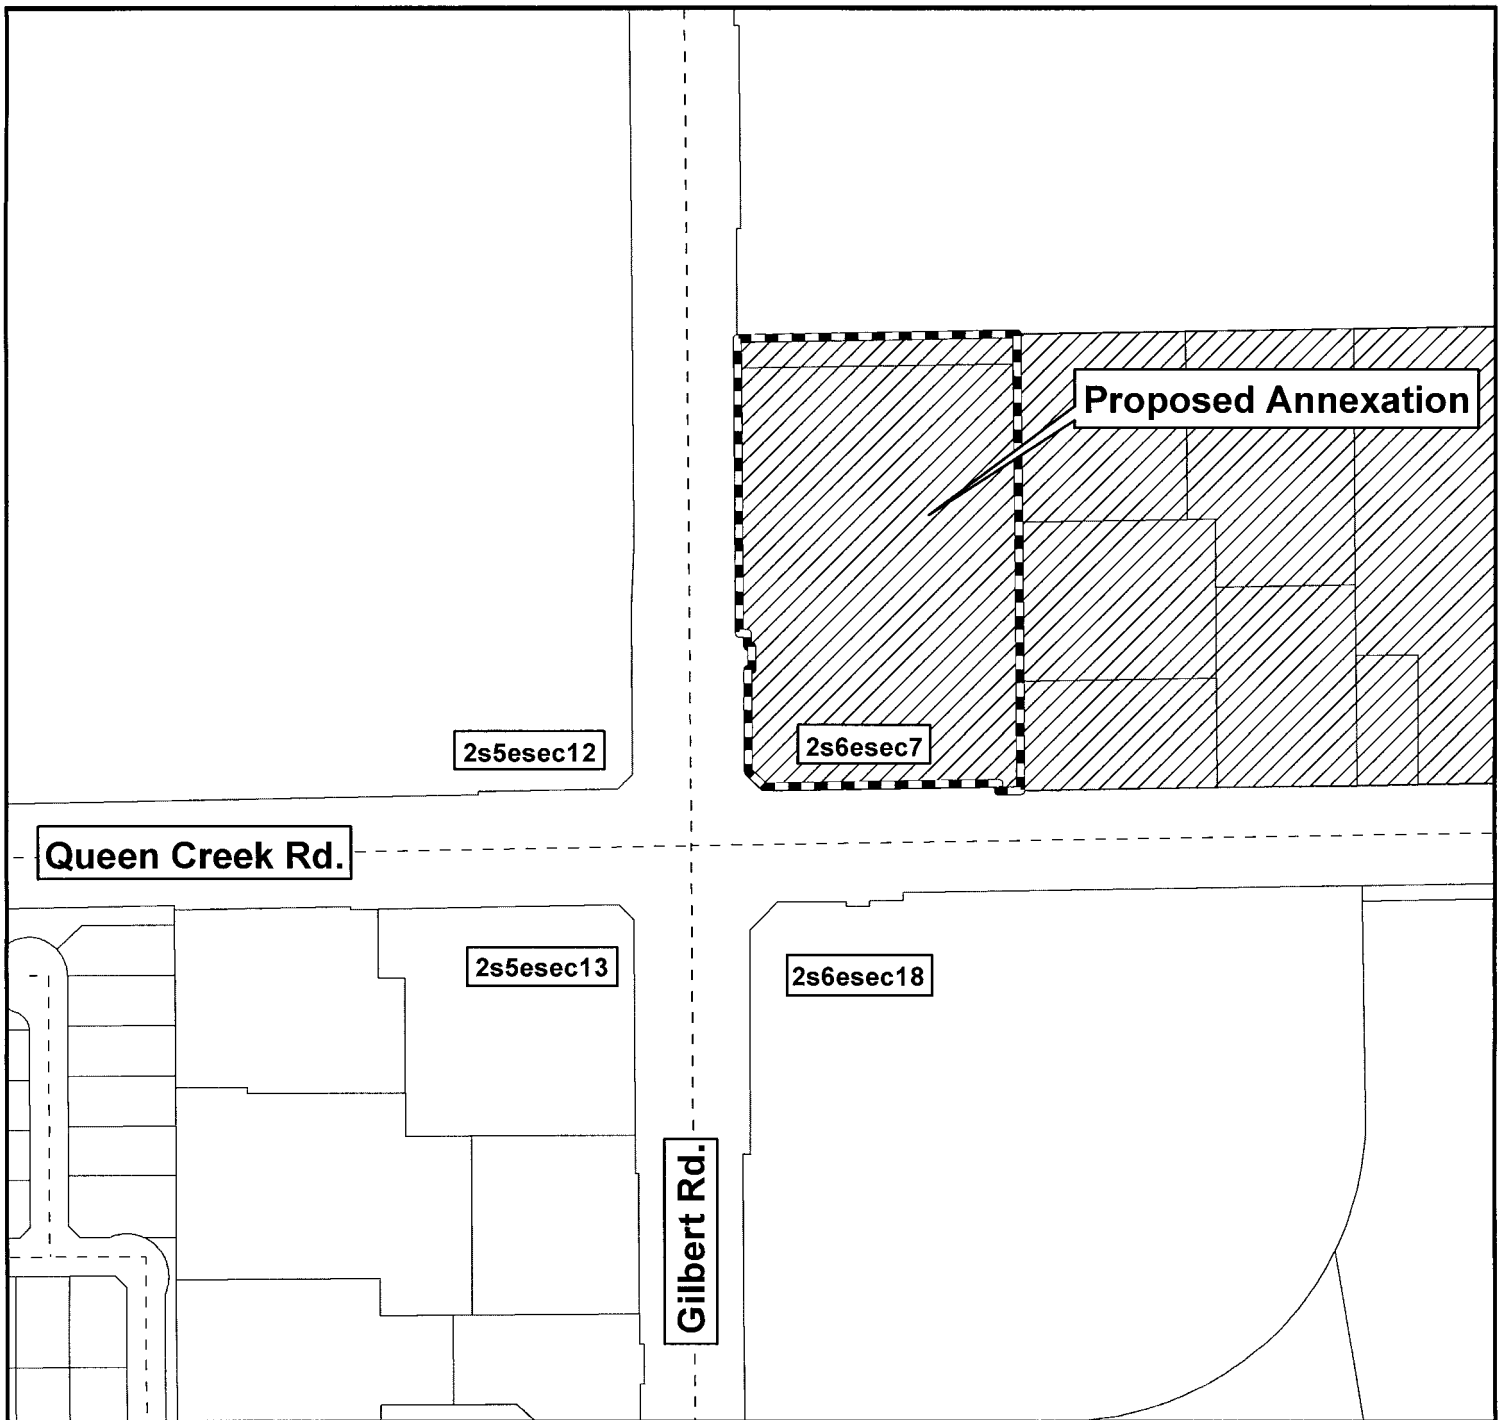 Proposed Annexation
2s5esec12
2s6esec7
Queen Creek Rd.
2s5esec13
2s6esec18
Gilbert Rd.